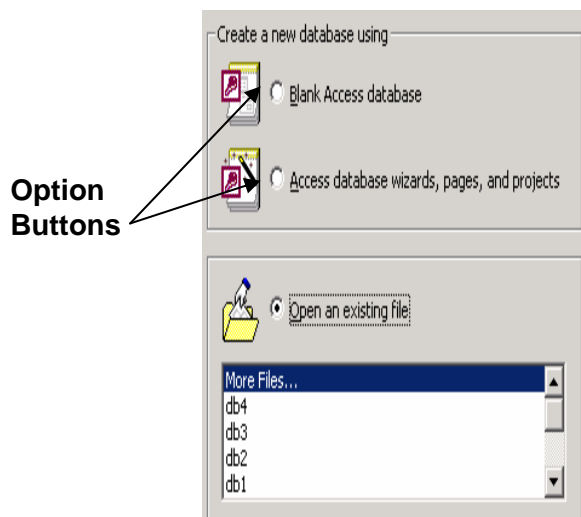 Create a new database using
Blank Access database
Access database wizards, pages, and projects
Option
Buttons
Open an existing file
More Files...
db4
db3
db2
db1